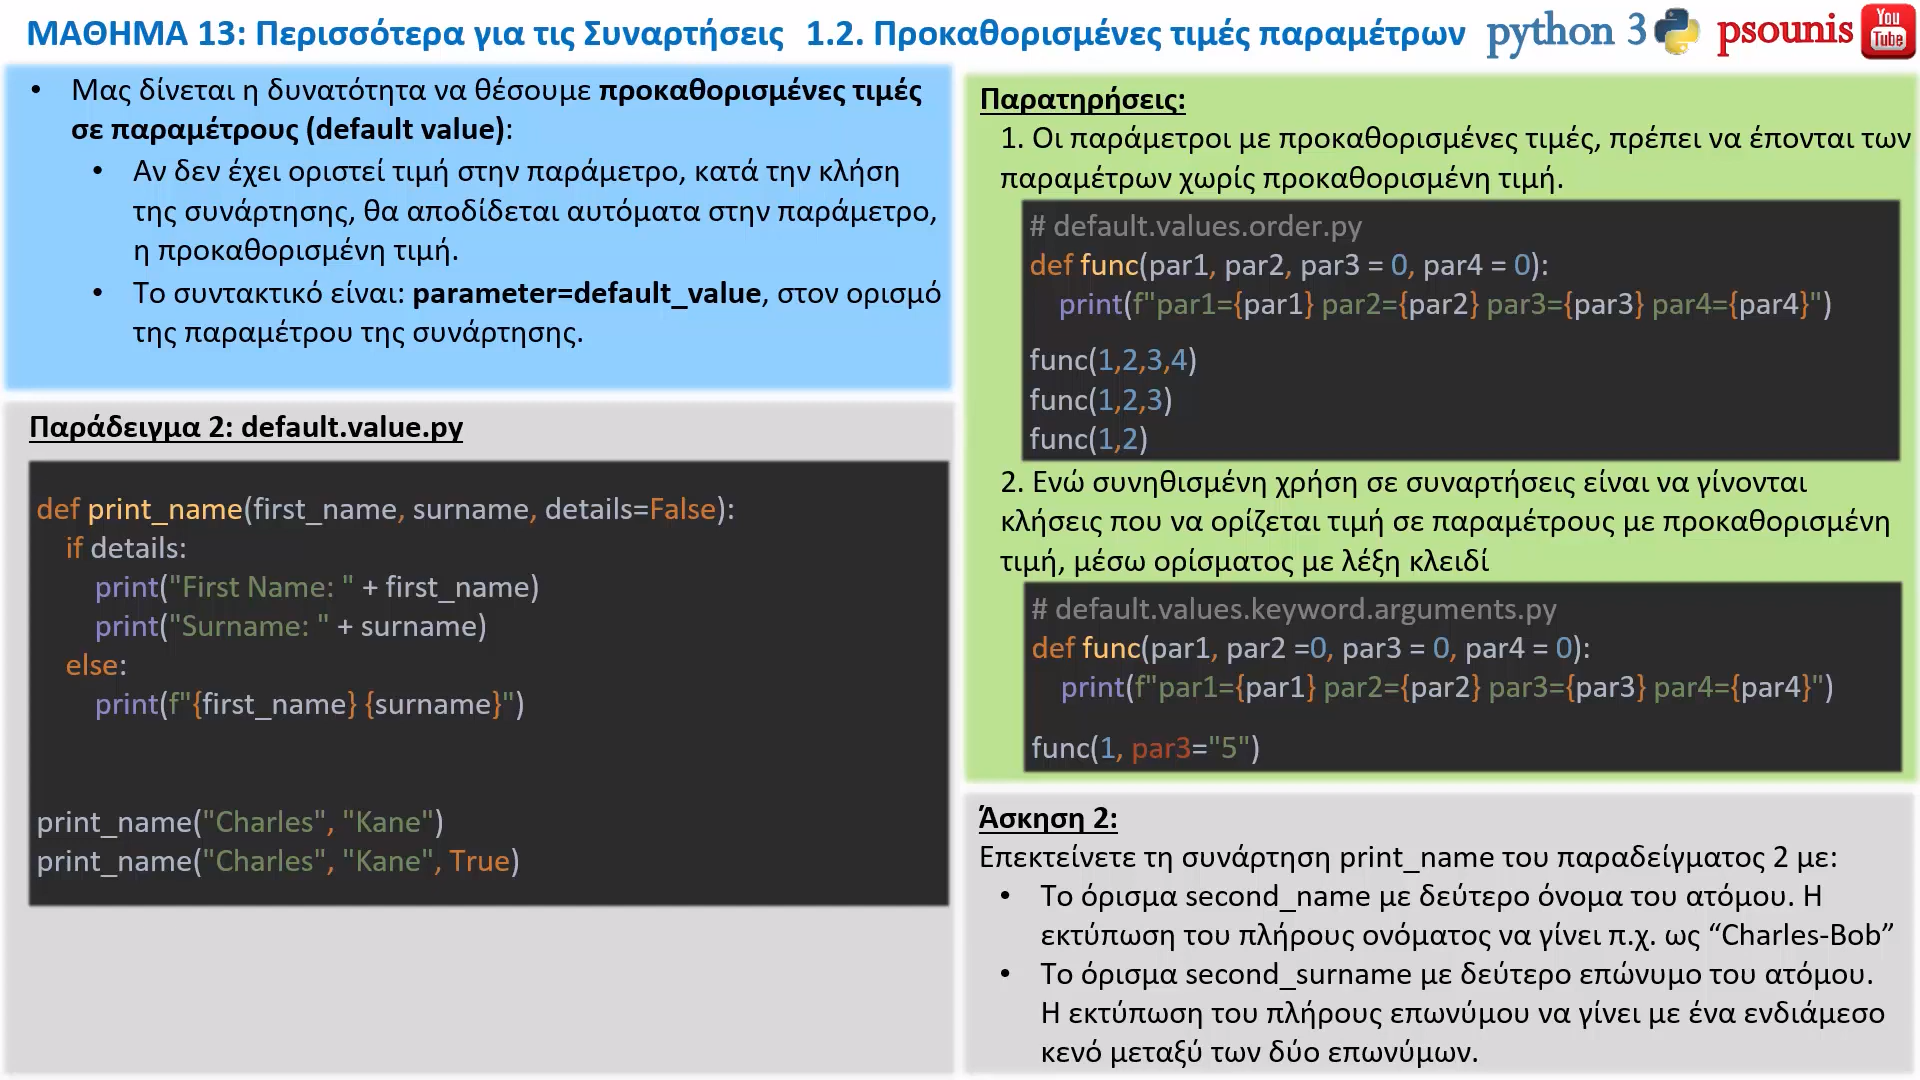 ΜΑΘΗΜΑ 13: Περισσότερα για τις Συναρτήσεις 1.2. Προκαθορισμένες τιμές παραμέτρων python 3 psounis You Tube
• Μας δίνεται η δυνατότητα να θέσουμε προκαθορισμένες τιμές
σε παραμέτρους (default value):
• Αν δεν έχει οριστεί τιμή στην παράμετρο, κατά την κλήση
της συνάρτησης, θα αποδίδεται αυτόματα στην παράμετρο,
η προκαθορισμένη τιμή.
• Το συντακτικό είναι: parameter=default_value, στον ορισμό
της παραμέτρου της συνάρτησης.
Παράδειγμα 2: default.value.py
def print_name(first_name, surname, details=False):
if details:
print("First Name: " + first_name)
print("Surname: " + surname)
else:
print(f"{first_name} {surname}")
print_name("Charles", "Kane")
print_name("Charles", "Kane", True)
Παρατηρήσεις:
1. Οι παράμετροι με προκαθορισμένες τιμές, πρέπει να έπονται των
παραμέτρων χωρίς προκαθορισμένη τιμή.
# default.values.order.py
def func(par1, par2, par3 = 0, par4 = 0):
print(f"par1={par1} par2={par2} par3={par3} par4={par4}")
func(1,2,3,4)
func(1,2,3)
func(1,2)
2. Ενώ συνηθισμένη χρήση σε συναρτήσεις είναι να γίνονται
κλήσεις που να ορίζεται τιμή σε παραμέτρους με προκαθορισμένη
τιμή, μέσω ορίσματος με λέξη κλειδί
# default.values.keyword.arguments.py
def func(par1, par2 =0, par3 = 0, par4 = 0):
print(f"par1={par1} par2={par2} par3={par3} par4={par4}")
func(1, par3="5")
Άσκηση 2:
Επεκτείνετε τη συνάρτηση print_name του παραδείγματος 2 με:
• Το όρισμα second_name με δεύτερο όνομα του ατόμου. Η
εκτύπωση του πλήρους ονόματος να γίνει π.χ. ως “Charles-Bob”
• Το όρισμα second_surname με δεύτερο επώνυμο του ατόμου.
Η εκτύπωση του πλήρους επωνύμου να γίνει με ένα ενδιάμεσο
κενό μεταξύ των δύο επωνύμων.